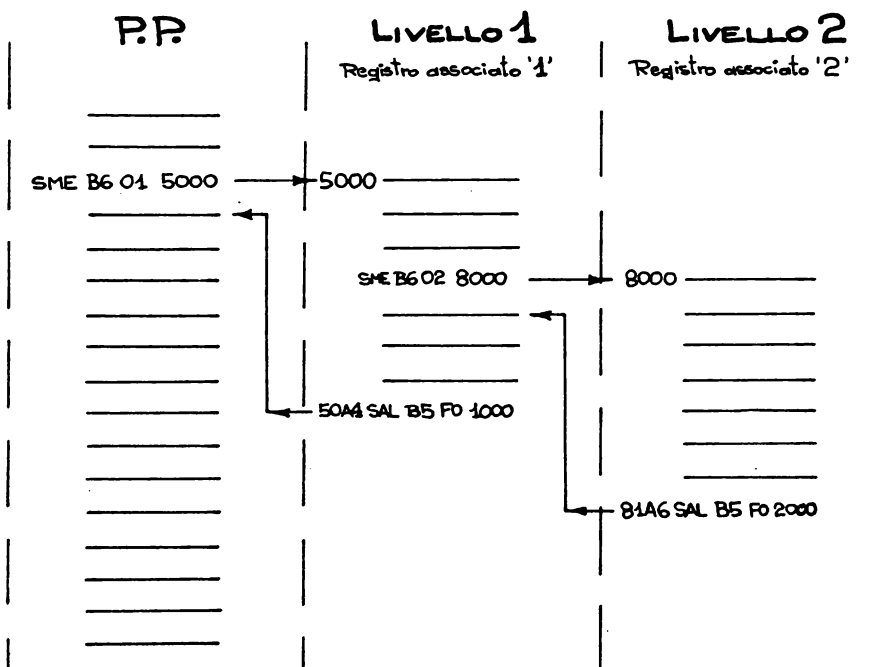 P.P.
LIVELLO 1
Registro associato '1'
LIVELLO 2
Registro associato '2'
SME B6 01 5000
5000
SME B6 02 8000
8000
50A4 SAL B5 F0 1000
81A6 SAL B5 F0 2000